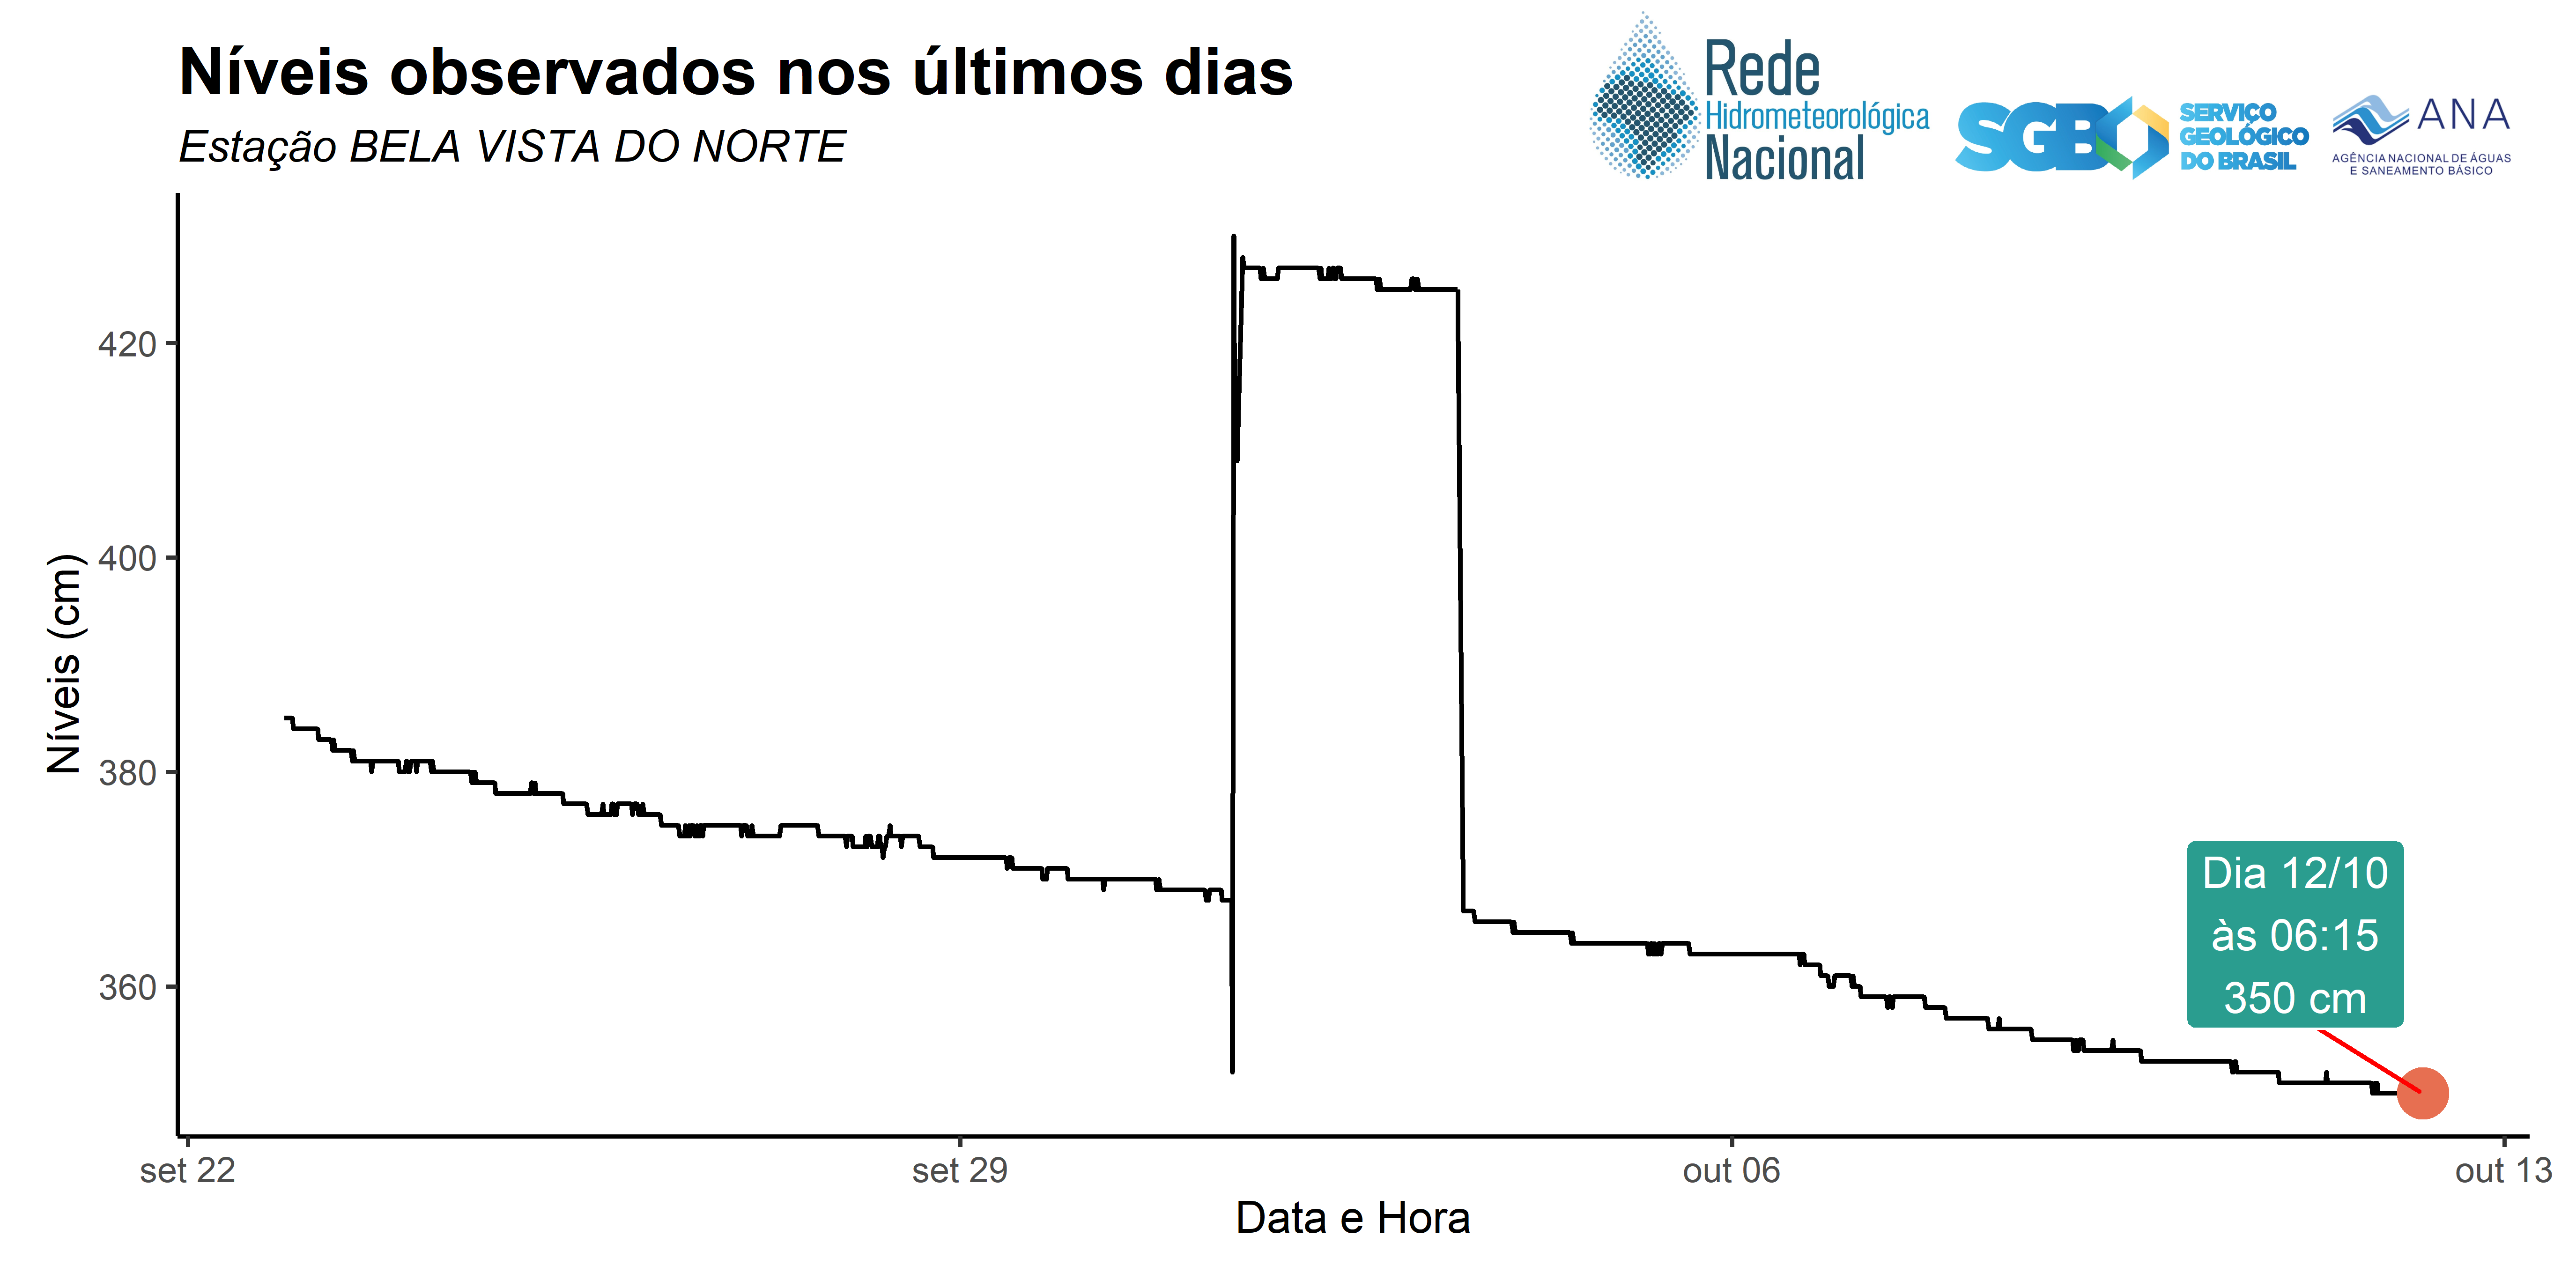 Níveis observados nos últimos dias
Estação BELA VISTA DO NORTE
Rede
Hidrometeorológica
Nacional
SGB
SERVIÇO
GEOLÓGICO
DO BRASIL
ANA
AGÊNCIA NACIONAL DE ÁGUAS
E SANEAMENTO BÁSICO
Níveis (cm)
420
400
380
360
Dia 12/10
às 06:15
350 cm
set 22
set 29
out 06
out 13
Data e Hora